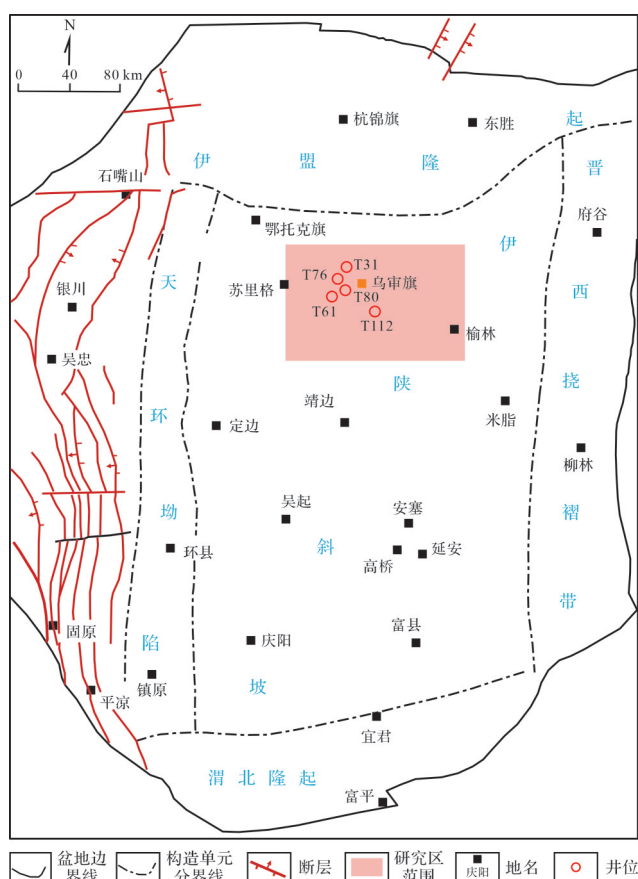 N
0 40 80 km
杭锦旗
东胜
起
伊 盟 隆
晋
石嘴山
府谷
鄂托克旗
伊
天
T31
T76
乌审旗
西
苏里格
T80
银川
T61
T112
榆林
吴忠
陕
挠
靖边
米脂
环
定边
柳林
吴起
安塞
褶
坳
斜
环县
高桥
延安
带
固原
富县
陷
庆阳
坡
镇原
平凉
宜君
渭北隆起
富平
盆地边
界线
构造单元
分界线
断层
研究区
范围
庆阳
地名
井位